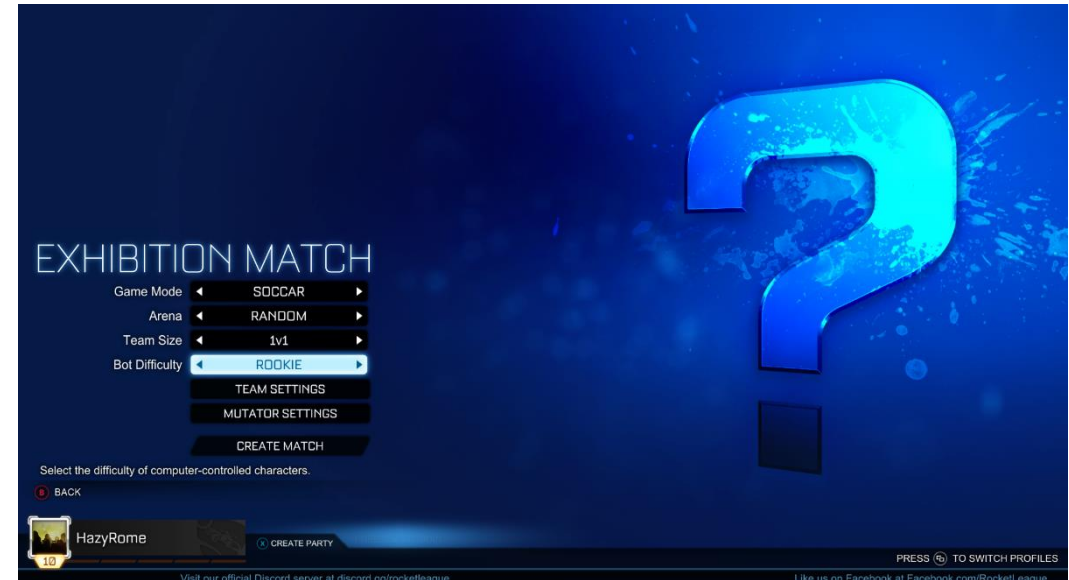 EXHIBITION MATCH
Game Mode SOCCAR
Arena RANDOM
Team Size 1v1
Bot Difficulty ROOKIE
TEAM SETTINGS
MUTATOR SETTINGS
CREATE MATCH
Select the difficulty of computer-controlled characters.
B BACK
HazyRome
10
X CREATE PARTY
PRESS TO SWITCH PROFILES
Visit our official Discord server at discord.gg/rocketleague
Like us on Facebook at Facebook.com/RocketLeague